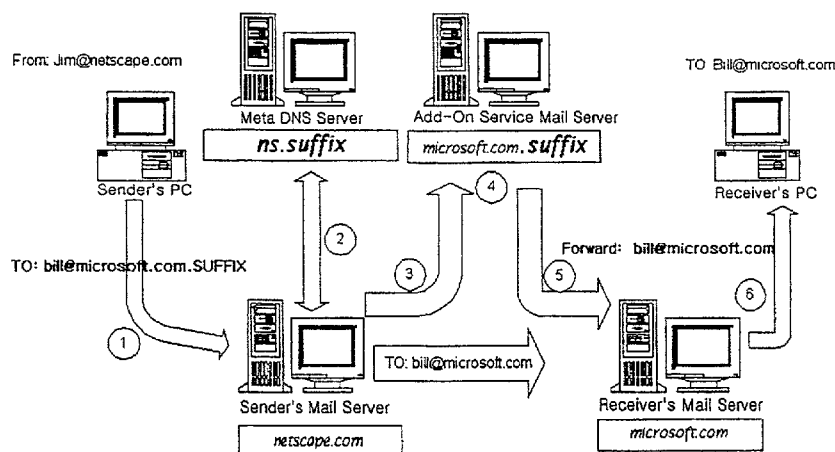 From: Jim@netscape.com
TO: Bill@microsoft.com
Meta DNS Server
Add-On Service Mail Server
ns.suffix
microsoft.com.suffix
Sender's PC
Receiver's PC
4
2
Forward: bill@microsoft.com
TO: bill@microsoft.com.SUFFIX
3
5
6
1
TO: bill@microsoft.com
Sender's Mail Server
Receiver's Mail Server
netscape.com
microsoft.com